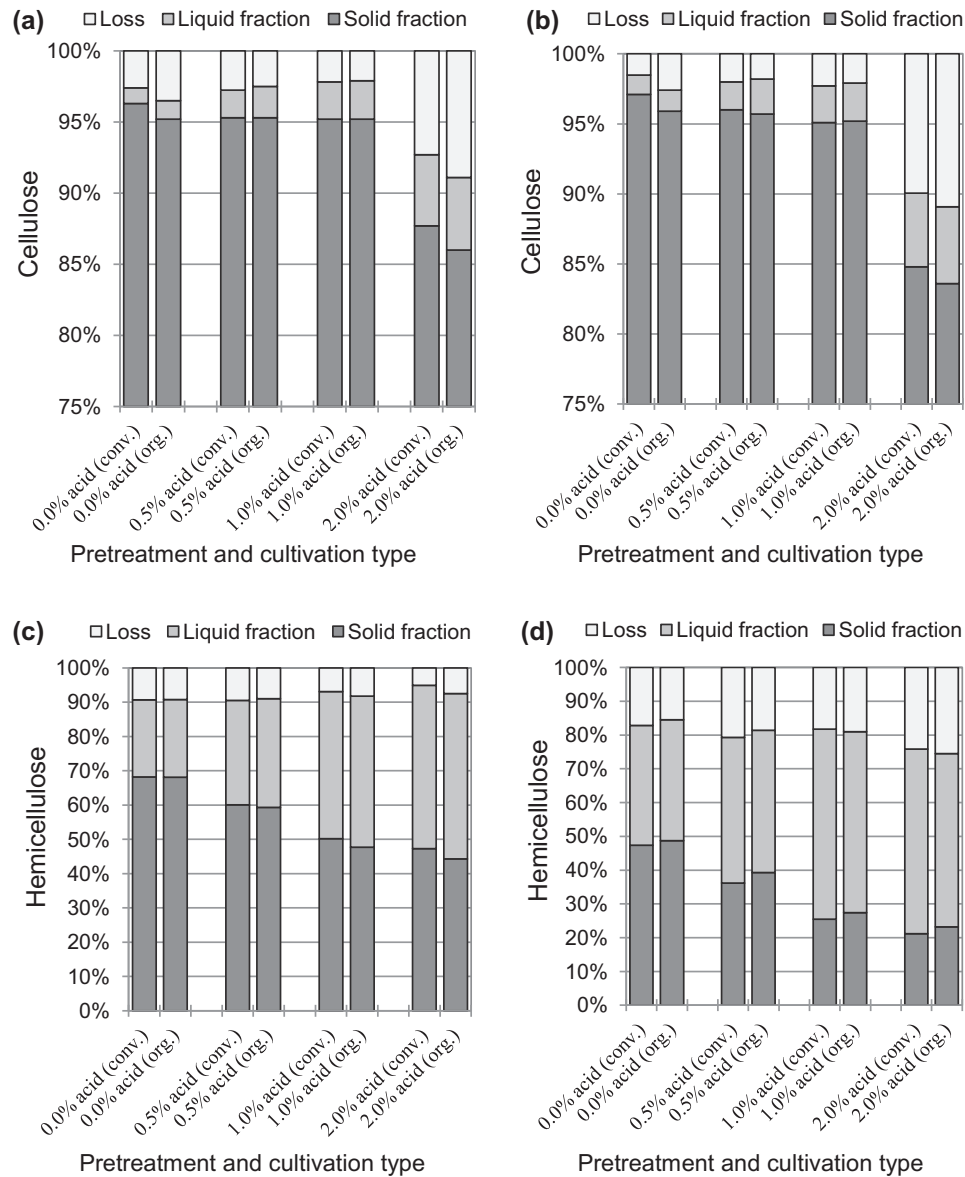 (a)
Loss Liquid fraction Solid fraction
100%
95%
90%
85%
80%
75%
Cellulose
0.0% acid (conv.)
0.0% acid (org.)
0.5% acid (conv.)
0.5% acid (org.)
1.0% acid (conv.)
1.0% acid (org.)
2.0% acid (conv.)
2.0% acid (org.)
Pretreatment and cultivation type
(b)
Loss Liquid fraction Solid fraction
100%
95%
90%
85%
80%
75%
Cellulose
0.0% acid (conv.)
0.0% acid (org.)
0.5% acid (conv.)
0.5% acid (org.)
1.0% acid (conv.)
1.0% acid (org.)
2.0% acid (conv.)
2.0% acid (org.)
Pretreatment and cultivation type
(c)
Loss Liquid fraction Solid fraction
100%
90%
80%
70%
60%
50%
40%
30%
20%
10%
0%
Hemicellulose
0.0% acid (conv.)
0.0% acid (org.)
0.5% acid (conv.)
0.5% acid (org.)
1.0% acid (conv.)
1.0% acid (org.)
2.0% acid (conv.)
2.0% acid (org.)
Pretreatment and cultivation type
(d)
Loss Liquid fraction Solid fraction
100%
90%
80%
70%
60%
50%
40%
30%
20%
10%
0%
Hemicellulose
0.0% acid (conv.)
0.0% acid (org.)
0.5% acid (conv.)
0.5% acid (org.)
1.0% acid (conv.)
1.0% acid (org.)
2.0% acid (conv.)
2.0% acid (org.)
Pretreatment and cultivation type